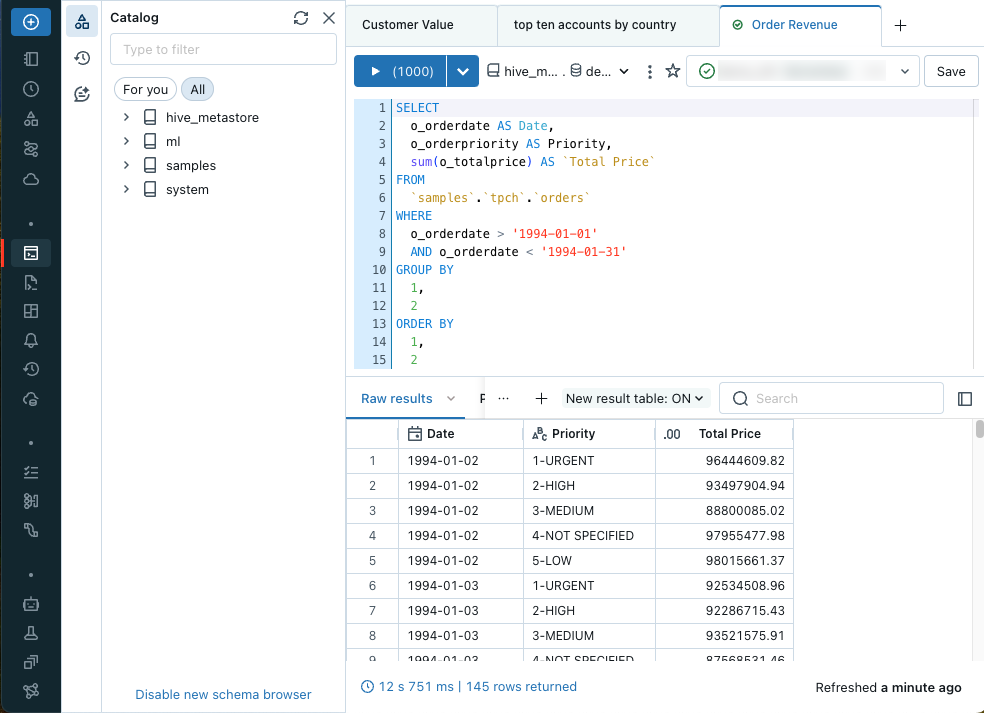 Catalog
Type to filter
For you
All
hive_metastore
ml
samples
system
Disable new schema browser
Customer Value
top ten accounts by country
Order Revenue
(1000)
hive_m... . de...
Save
1 SELECT
2 o_orderdate AS Date,
3 o_orderpriority AS Priority,
4 sum(o_totalprice) AS `Total Price`
5 FROM
6 `samples`.`tpch`.`orders`
7 WHERE
8 o_orderdate > '1994-01-01'
9 AND o_orderdate < '1994-01-31'
10 GROUP BY
11 1,
12 2
13 ORDER BY
14 1,
15 2
Raw results
New result table: ON
Search
Date Priority .00 Total Price
1 1994-01-02 1-URGENT 96444609.82
2 1994-01-02 2-HIGH 93497904.94
3 1994-01-02 3-MEDIUM 88800085.02
4 1994-01-02 4-NOT SPECIFIED 97955477.98
5 1994-01-02 5-LOW 98015661.37
6 1994-01-03 1-URGENT 92534508.96
7 1994-01-03 2-HIGH 92286715.43
8 1994-01-03 3-MEDIUM 93521575.91
9 1994-01-03 4-NOT SPECIFIED 87568531.46
12 s 751 ms | 145 rows returned
Refreshed a minute ago